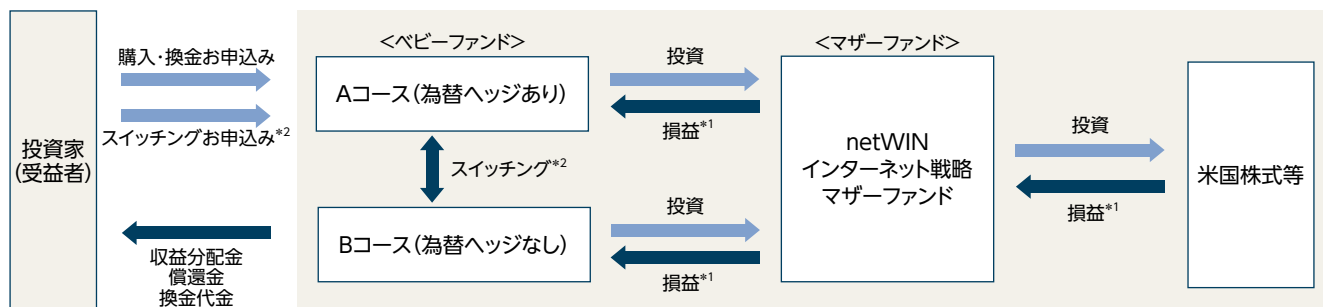 投資家
(受益者)
購入・換金お申込み
スイッチングお申込み*2
収益分配金
償還金
換金代金
<ベビーファンド>
Aコース(為替ヘッジあり)
スイッチング*2
Bコース(為替ヘッジなし)
投資
損益*1
投資
損益*1
<マザーファンド>
netWIN
インターネット戦略
マザーファンド
投資
損益*1
米国株式等